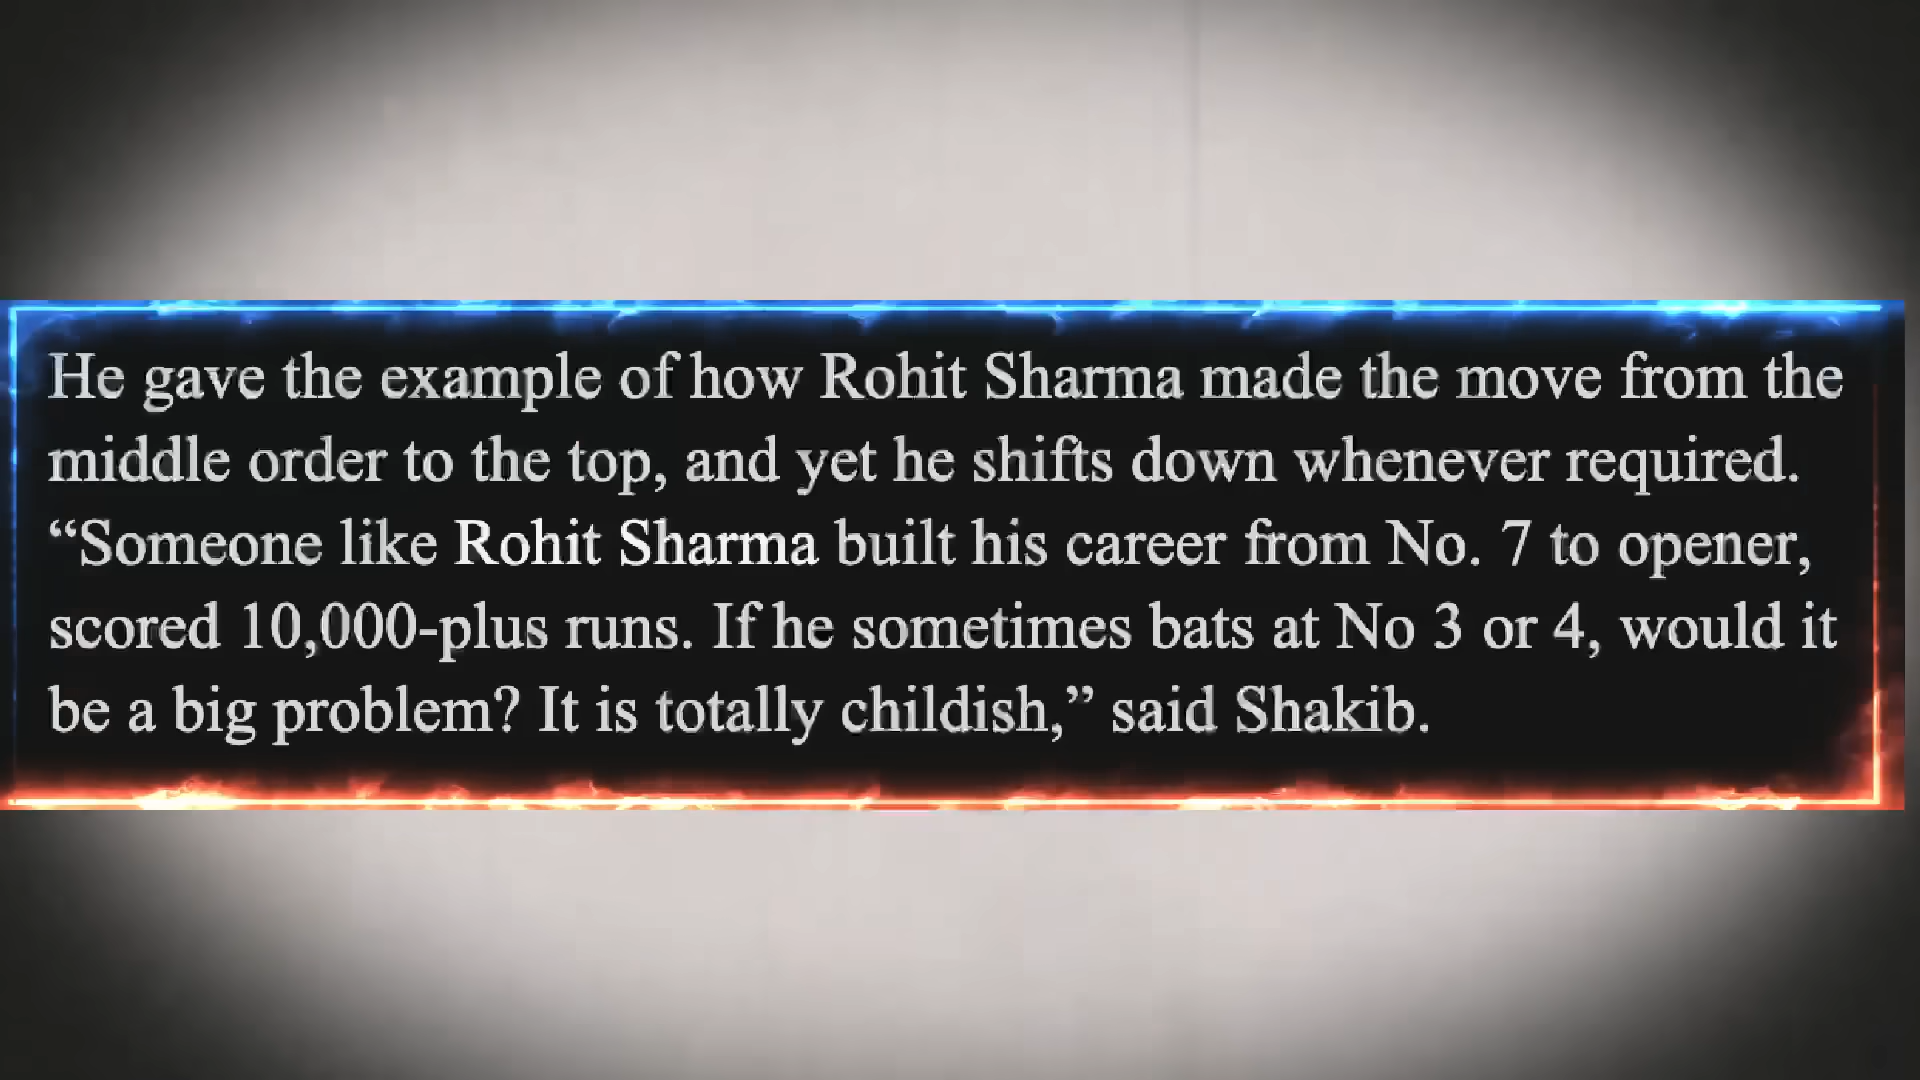 He gave the example of how Rohit Sharma made the move from the
middle order to the top, and yet he shifts down whenever required.
“Someone like Rohit Sharma built his career from No. 7 to opener,
scored 10,000-plus runs. If he sometimes bats at No 3 or 4, would it
be a big problem? It is totally childish,” said Shakib.